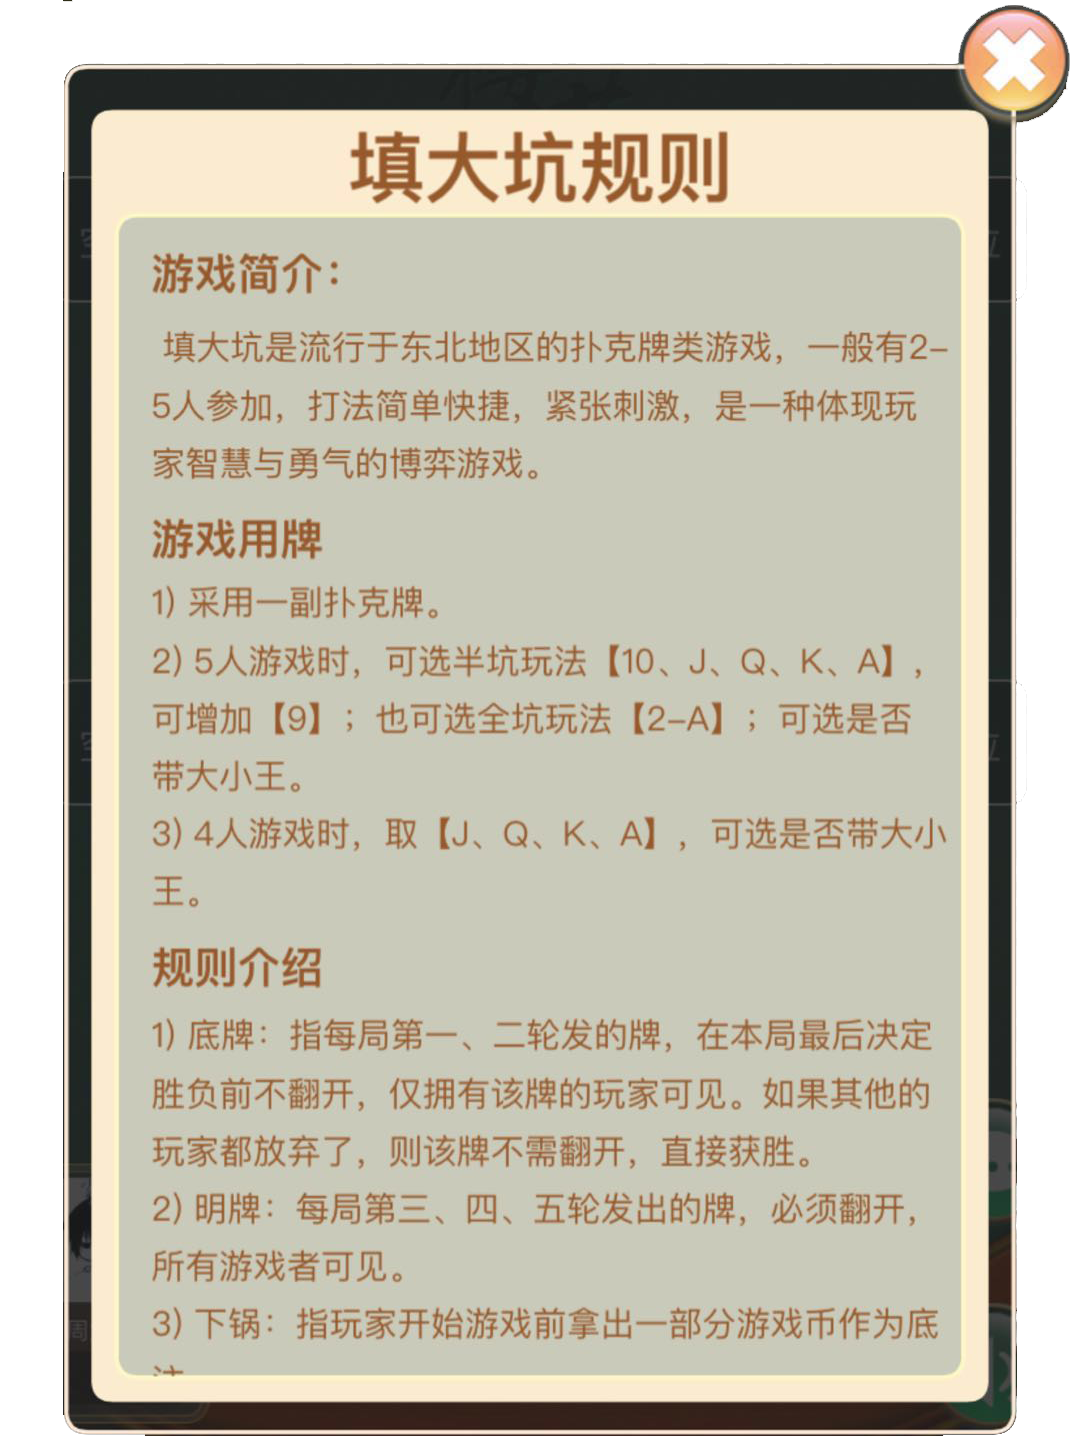 填大坑规则
游戏简介：
填大坑是流行于东北地区的扑克牌类游戏，一般有2-
5人参加，打法简单快捷，紧张刺激，是一种体现玩
家智慧与勇气的博弈游戏。
游戏用牌
1) 采用一副扑克牌。
2) 5人游戏时，可选半坑玩法【10、J、Q、K、A】，
可增加【9】；也可选全坑玩法【2-A】；可选是否
带大小王。
3) 4人游戏时，取【J、Q、K、A】，可选是否带大小
王。
规则介绍
1) 底牌：指每局第一、二轮发的牌，在本局最后决定
胜负前不翻开，仅拥有该牌的玩家可见。如果其他的
玩家都放弃了，则该牌不需翻开，直接获胜。
2) 明牌：每局第三、四、五轮发出的牌，必须翻开，
所有游戏者可见。
3) 下锅：指玩家开始游戏前拿出一部分游戏币作为底